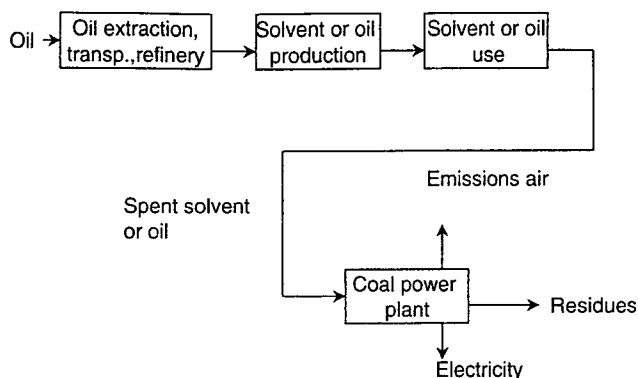 Oil
Oil extraction,
transp.,refinery
Solvent or oil
production
Solvent or oil
use
Spent solvent
or oil
Emissions air
Coal power
plant
Residues
Electricity